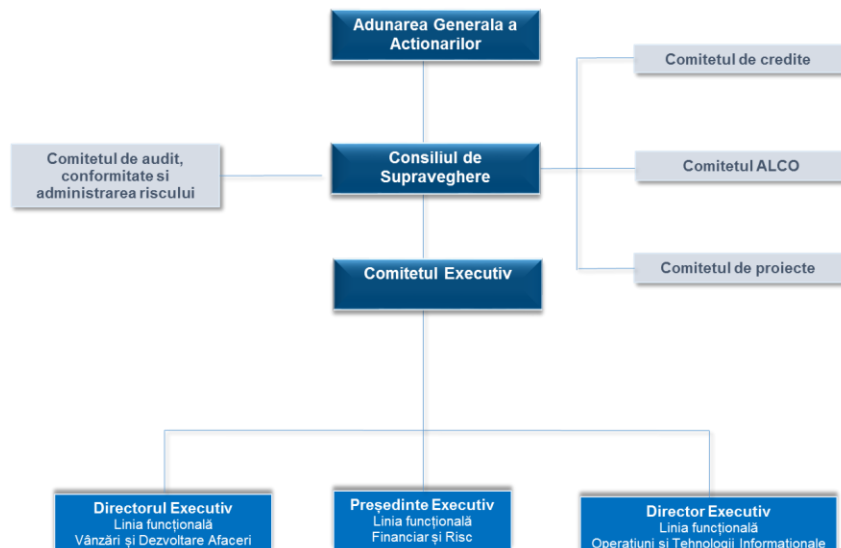 Adunarea Generala a
Actionarilor
Comitetul de credite
Comitetul de audit,
conformitate si
administrarea riscului
Consiliul de
Supraveghere
Comitetul ALCO
Comitetul Executiv
Comitetul de proiecte
Directorul Executiv
Linia funcțională
Vânzări și Dezvoltare Afaceri
Președinte Executiv
Linia funcțională
Financiar și Risc
Director Executiv
Linia funcțională
Operațiuni și Tehnologii Informaționale